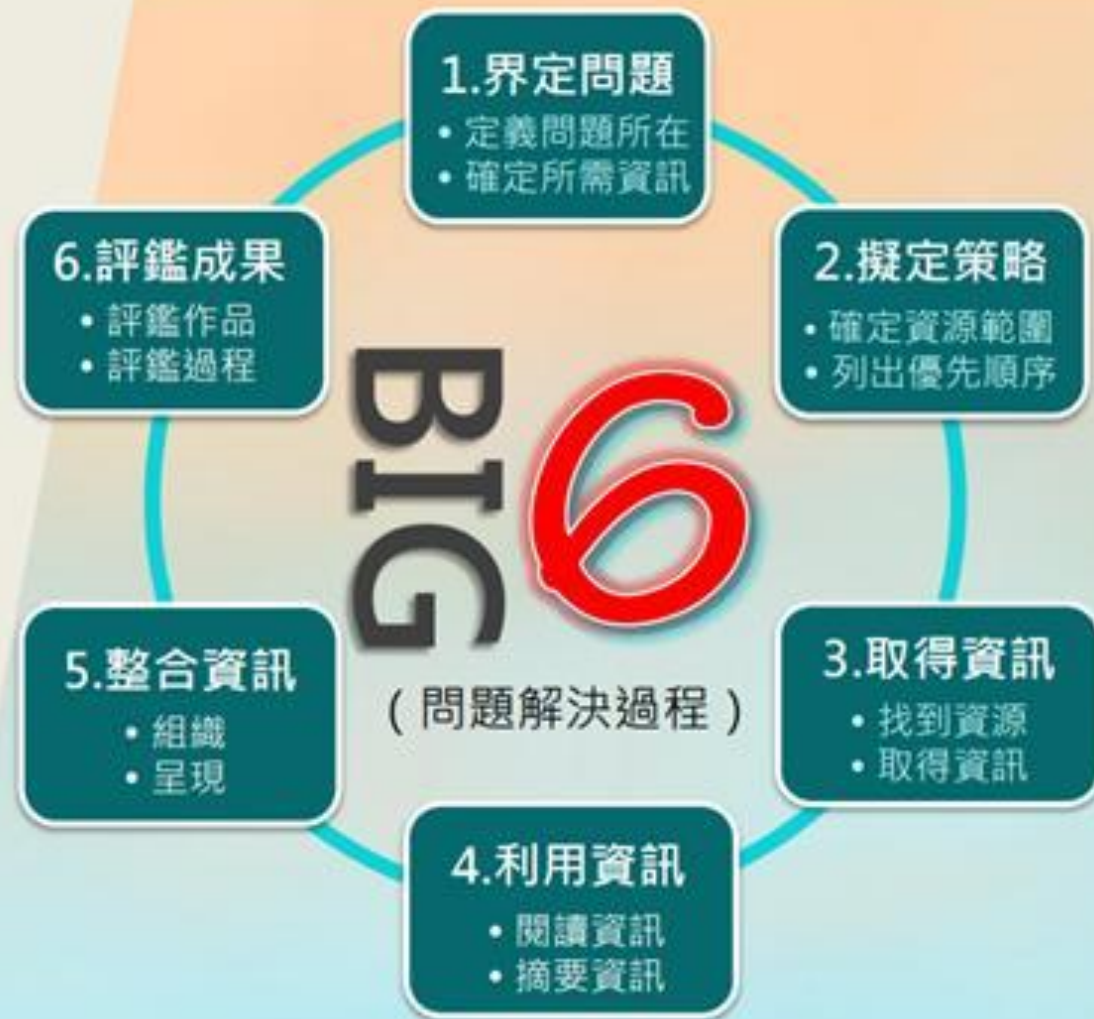 1.界定問題
• 定義問題所在
• 確定所需資訊
2.擬定策略
• 確定資源範圍
• 列出優先順序
3.取得資訊
• 找到資源
• 取得資訊
4.利用資訊
• 閱讀資訊
• 摘要資訊
5.整合資訊
• 組織
• 呈現
6.評鑑成果
• 評鑑作品
• 評鑑過程
BIG 6
(問題解決過程)